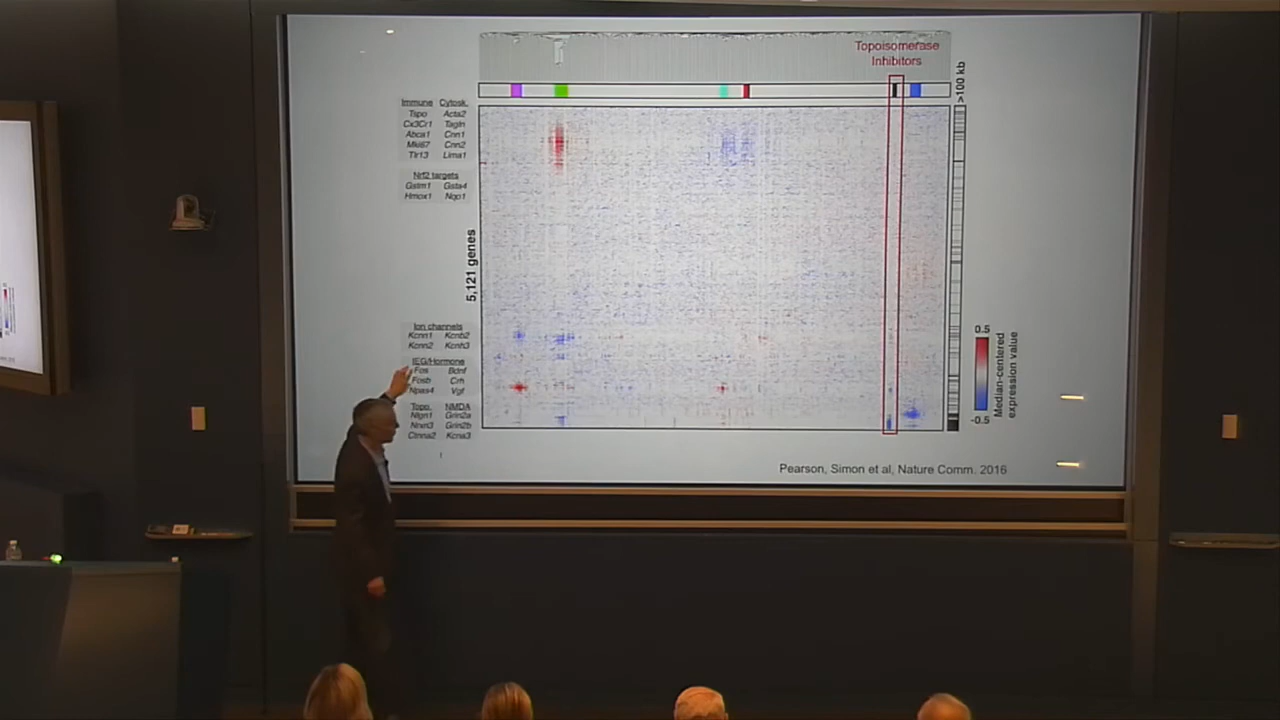 Topoisomerase
Inhibitors
>100 kb
Immune Cytosk.
Tspo Acta2
Cx3Cr1 Tagln
Abca1 Cnn1
Mki67 Cnn2
Tlr13 Lima1
Nrf2 targets
Gstm1 Gsta4
Hmox1 Nqo1
5,121 genes
Ion channels
Kcnn1 Kcnb2
Kcnn2 Kcnh3
IEG/Hormone
Fos Bdnf
Fosb Crh
Npas4 Vgf
Topo NMDA
Nlgn1 Grin2a
Nrxn3 Grin2b
Ctnna2 Kcna3
0.5
-0.5
Median-centered
expression value
Pearson, Simon et al, Nature Comm. 2016